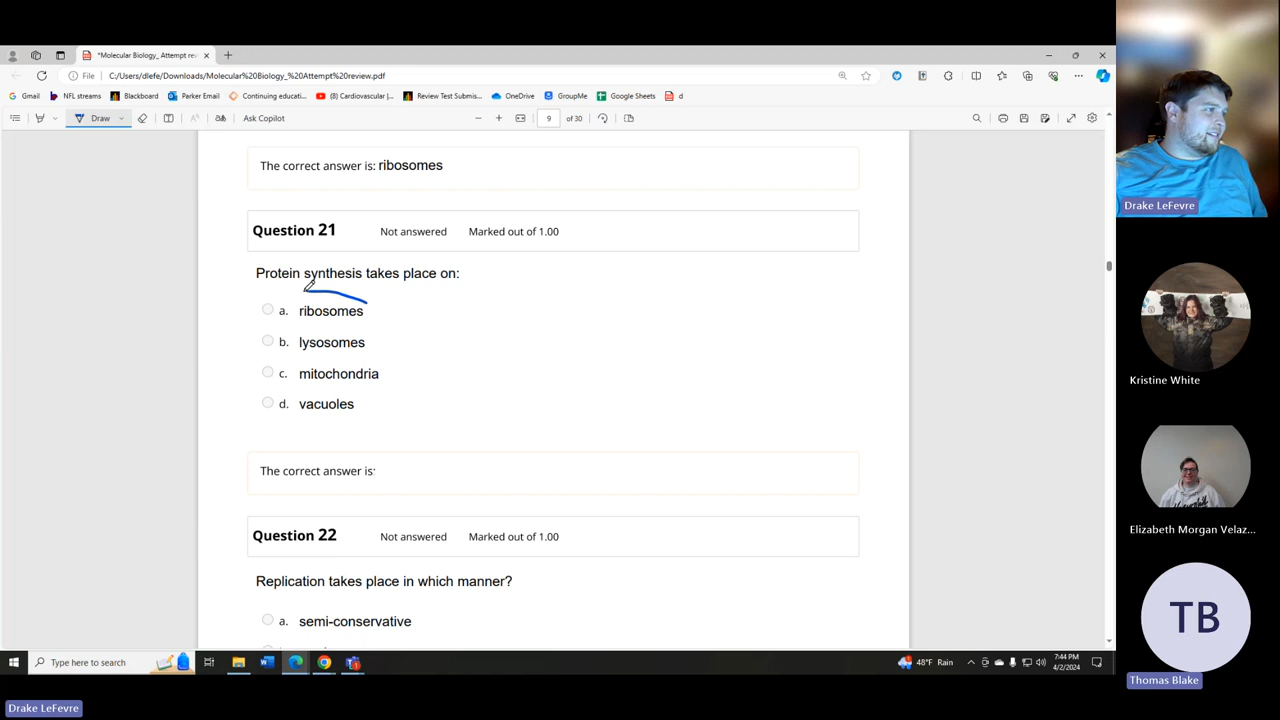 *Molecular Biology_ Attempt rev
File
C:/Users/dlefe/Downloads/Molecular%20Biology_%20Attempt%20review.pdf
Gmail
NFL streams
Blackboard
Parker Email
Continuing educati...
(8) Cardiovascular |...
Review Test Submis...
OneDrive
GroupMe
Google Sheets
d
Draw
Ask Copilot
9
of 30
The correct answer is: ribosomes
Question 21
Not answered
Marked out of 1.00
Protein synthesis takes place on:
a. ribosomes
b. lysosomes
c. mitochondria
d. vacuoles
The correct answer is:
Question 22
Not answered
Marked out of 1.00
Replication takes place in which manner?
a. semi-conservative
Type here to search
48°F Rain
7:44 PM
4/2/2024
Drake LeFevre
Drake LeFevre
Kristine White
Elizabeth Morgan Velaz...
TB
Thomas Blake